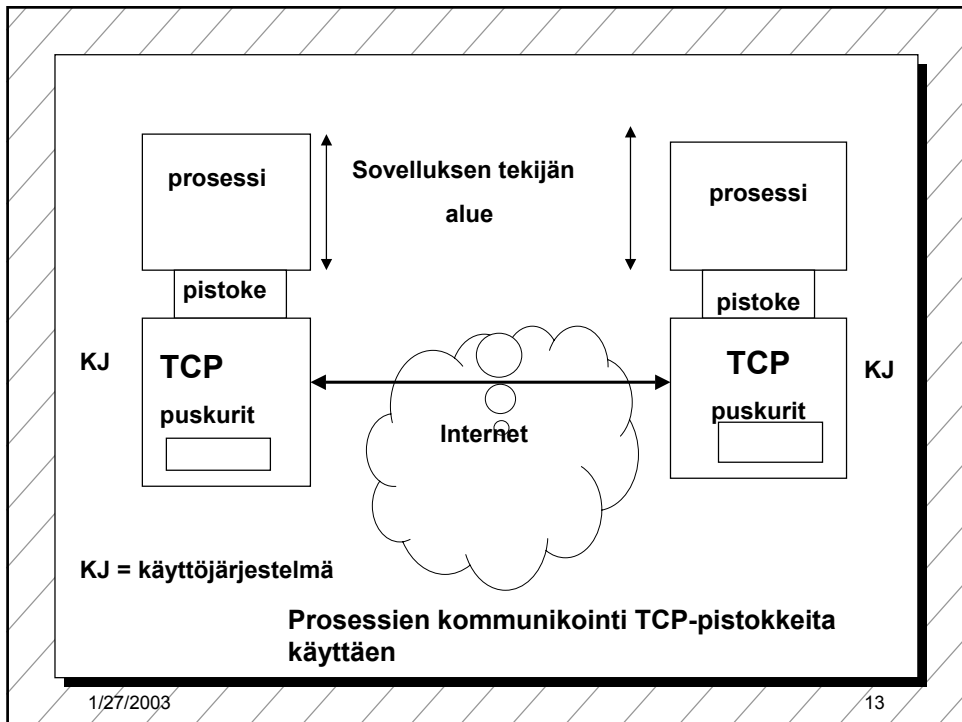 prosessi
Sovelluksen tekijän
alue
prosessi
pistoke
pistoke
KJ
TCP
puskurit
Internet
TCP
puskurit
KJ
KJ = käyttöjärjestelmä
Prosessien kommunikointi TCP-pistokkeita
käyttäen
1/27/2003
13